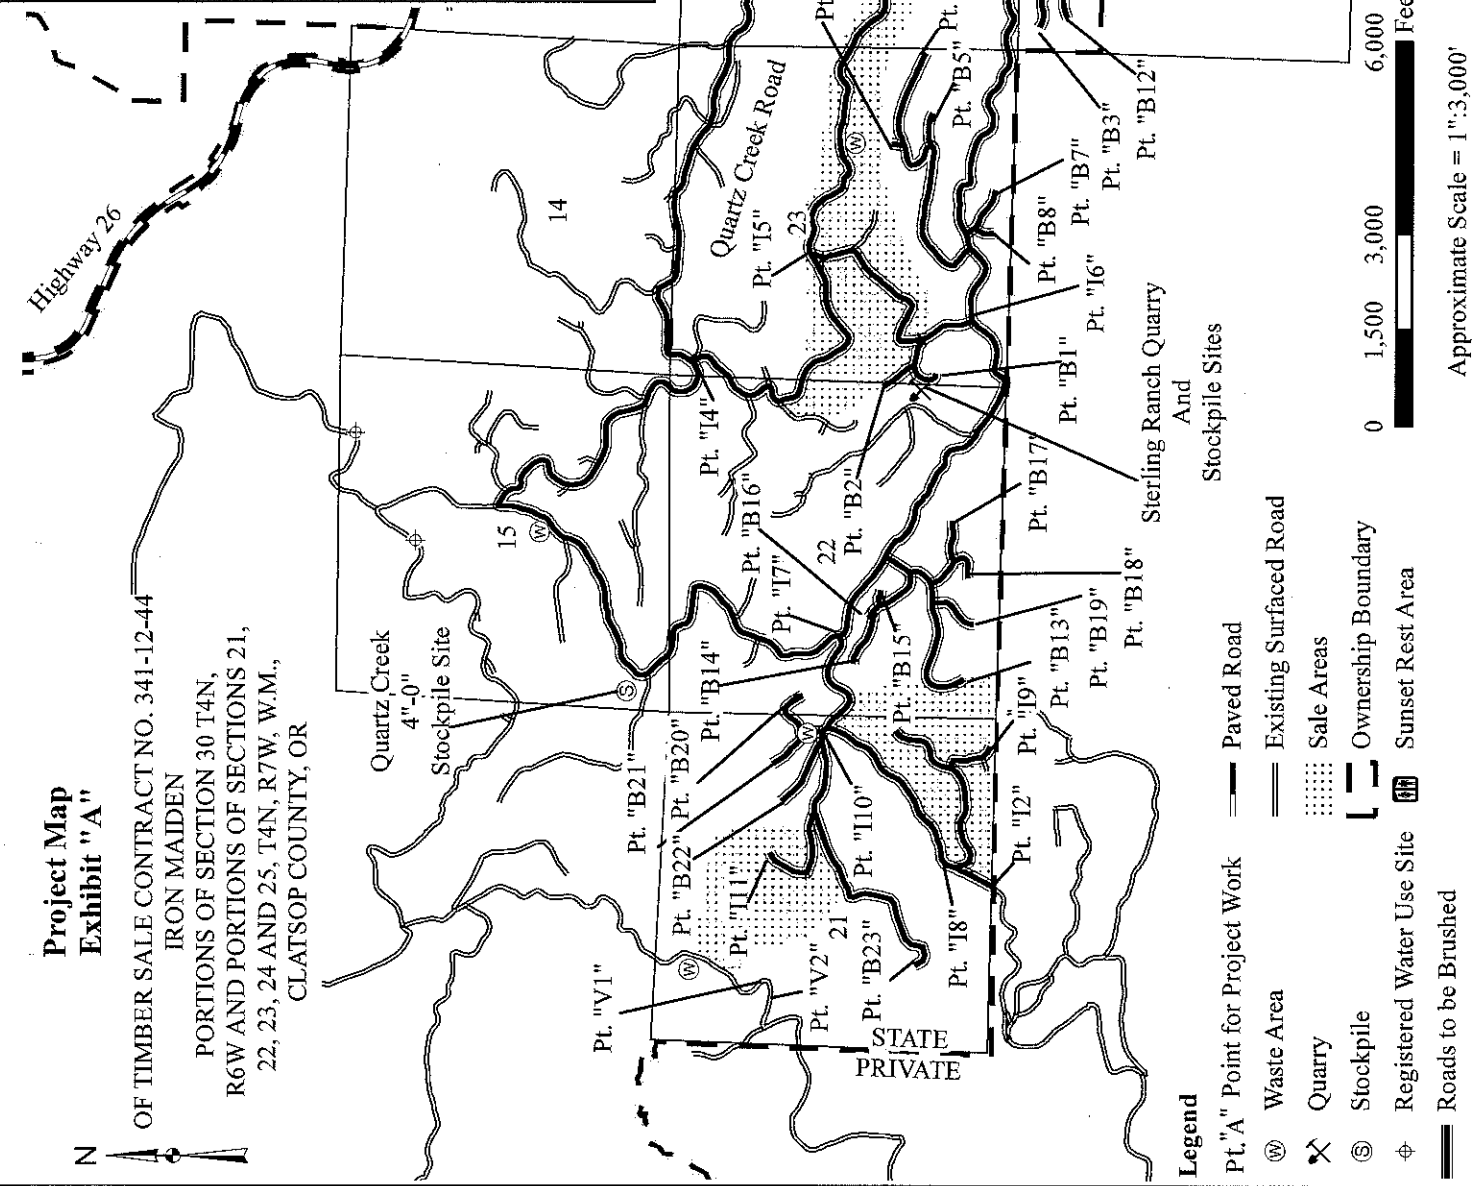 Project Map
Exhibit "A"
OF TIMBER SALE CONTRACT NO. 341-12-44
IRON MAIDEN
PORTIONS OF SECTION 30 T4N,
R6W AND PORTIONS OF SECTIONS 21,
22, 23, 24 AND 25, T4N, R7W, W.M.,
CLATSOP COUNTY, OR
N
Highway 26
Quartz Creek
4"-0"
Stockpile Site
14
15
Quartz Creek Road
Pt. "I5"
23
Pt. "I4"
Pt. "B16"
Pt. "B2"
22
Pt. "I7"
Pt. "B14"
Pt. "B15"
Pt. "B21"
Pt. "B20"
Pt. "B22"
Pt. "I11"
Pt. "I10"
21
Pt. "V1"
Pt. "V2"
Pt. "B23"
Pt. "I8"
Pt. "I2"
Pt. "I9"
Pt. "B13"
Pt. "B19"
Pt. "B18"
Pt. "B17"
Pt. "B1"
Pt. "I6"
Pt. "B8"
Pt. "B7"
Pt. "B3"
Pt. "B12"
Pt. "B5"
Pt.
Pt.
STATE
PRIVATE
Sterling Ranch Quarry
And
Stockpile Sites
W
W
W
W
S
Legend
Pt."A" Point for Project Work
W Waste Area
Quarry
S Stockpile
Registered Water Use Site
Roads to be Brushed
Paved Road
Existing Surfaced Road
Sale Areas
Ownership Boundary
Sunset Rest Area
0 1,500 3,000 6,000
Fee
Approximate Scale = 1":3,000'